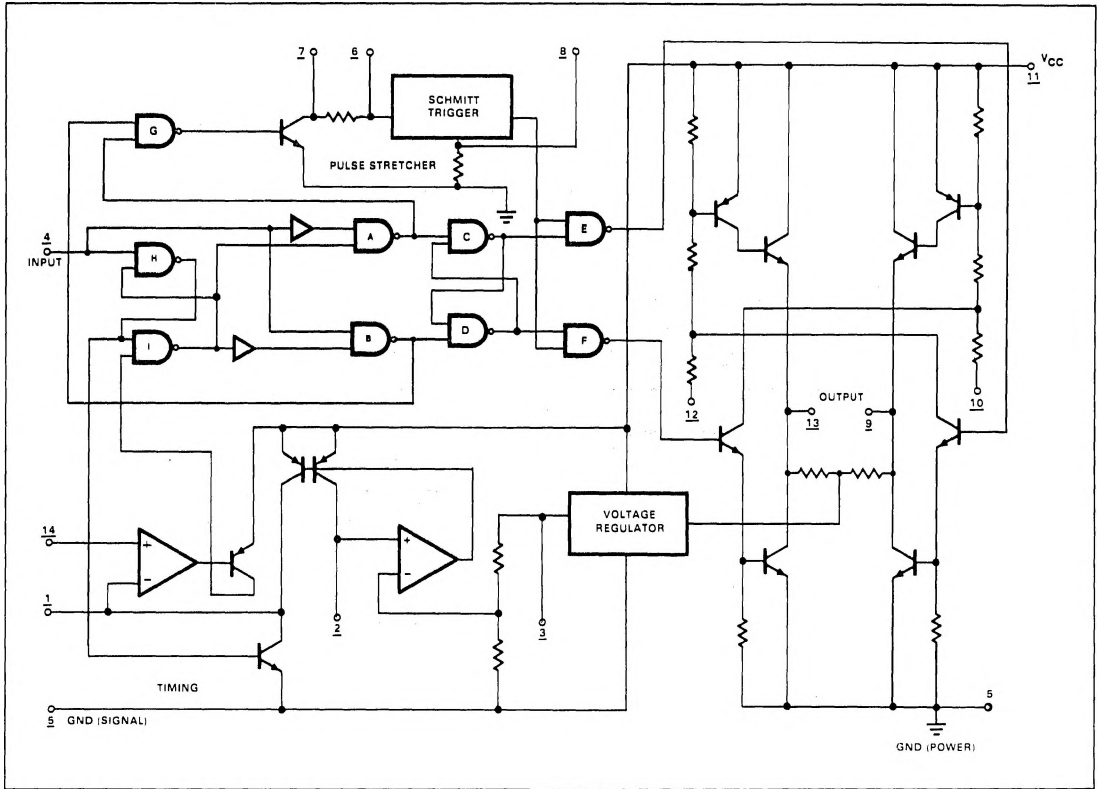 7
6
8
VCC
11
SCHMITT
TRIGGER
G
PULSE STRETCHER
4
INPUT
A
C
E
H
I
B
D
F
12
OUTPUT
13
9
10
14
1
2
3
VOLTAGE
REGULATOR
TIMING
5
GND (SIGNAL)
5
GND (POWER)
+
-
+
-